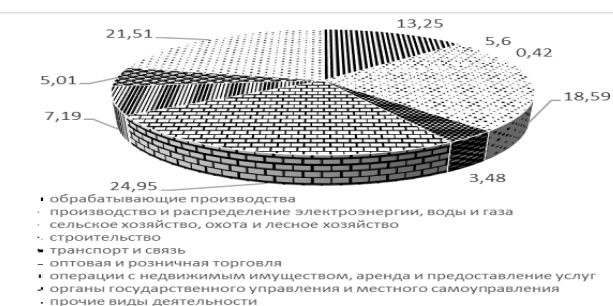 13,25
21,51
5,6
0,42
5,01
18,59
7,19
3,48
24,95
обрабатывающие производства
производство и распределение электроэнергии, воды и газа
сельское хозяйство, охота и лесное хозяйство
строительство
транспорт и связь
оптовая и розничная торговля
операции с недвижимым имуществом, аренда и предоставление услуг
органы государственного управления и местного самоуправления
прочие виды деятельности